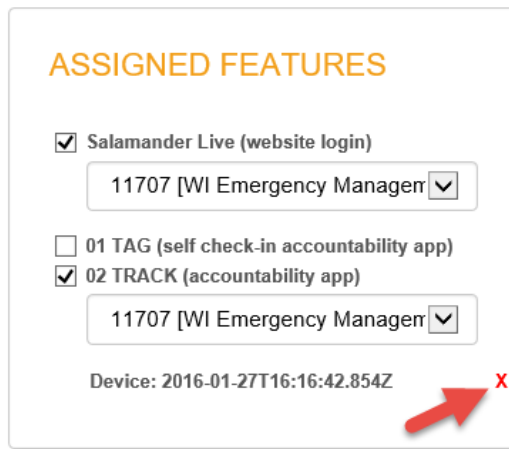 ASSIGNED FEATURES
Salamander Live (website login)
11707 [WI Emergency Managem
01 TAG (self check-in accountability app)
02 TRACK (accountability app)
11707 [WI Emergency Managem
Device: 2016-01-27T16:16:42.854Z X